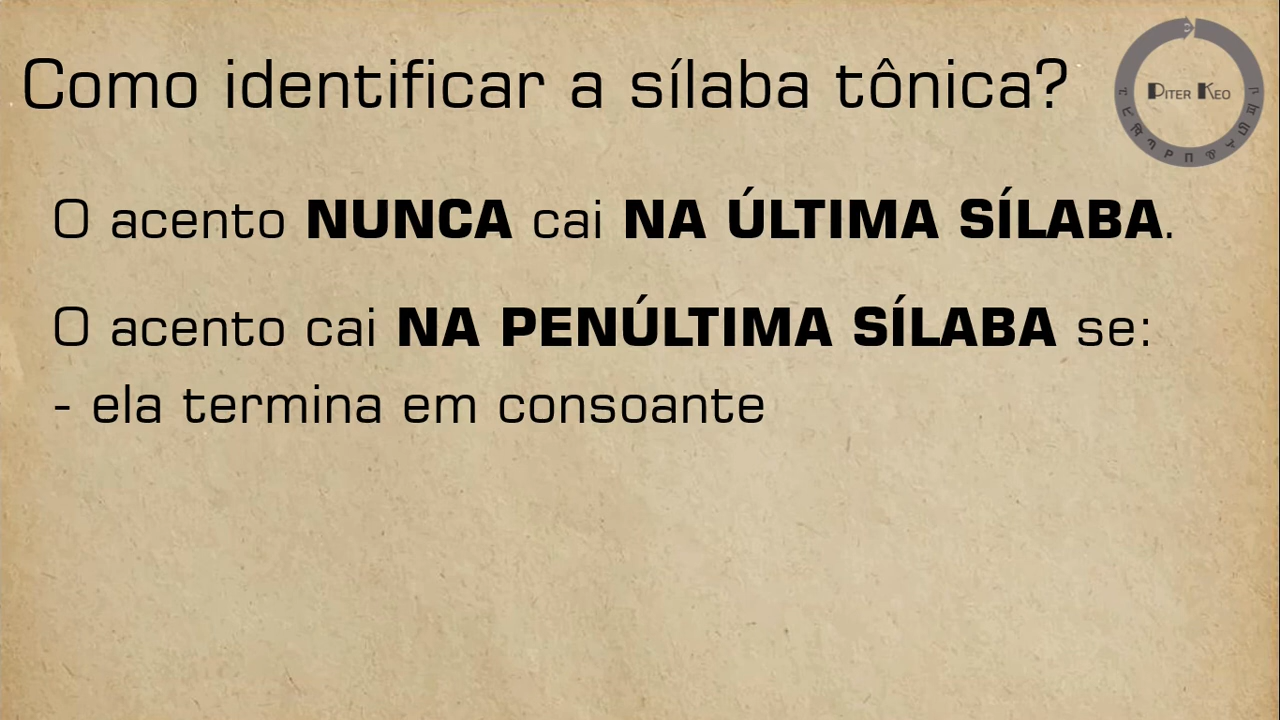 Como identificar a sílaba tônica?
PITER KEO
O acento NUNCA cai NA ÚLTIMA SÍLABA.
O acento cai NA PENÚLTIMA SÍLABA se:
- ela termina em consoante